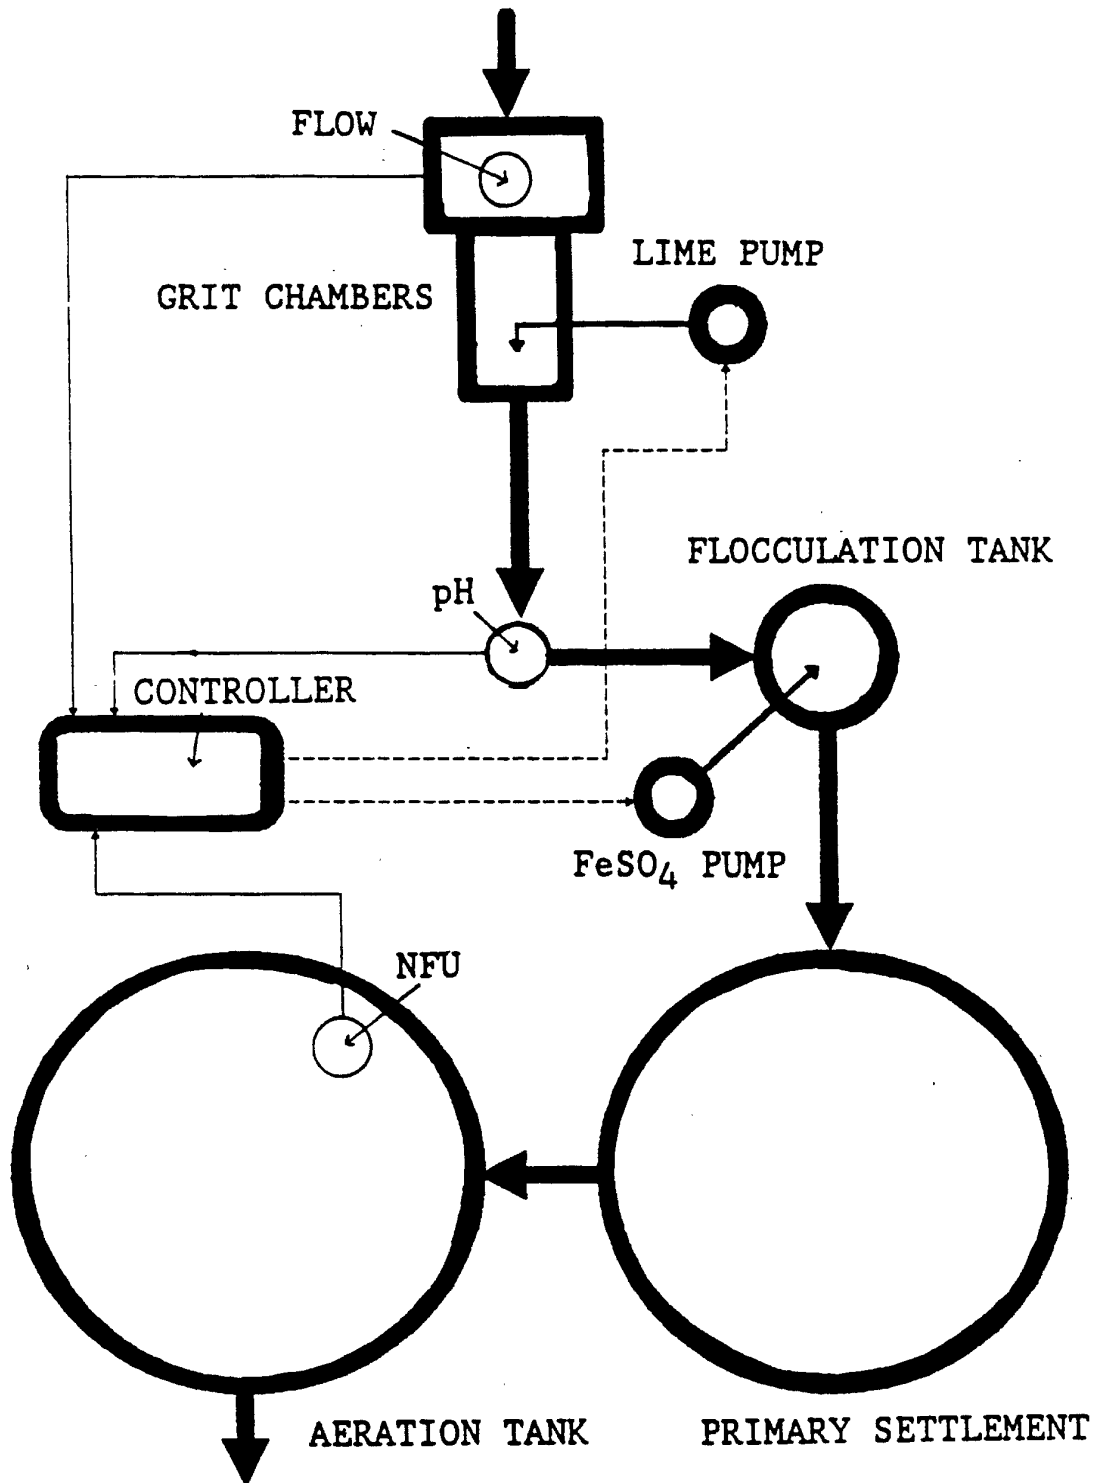 FLOW
LIME PUMP
GRIT CHAMBERS
FLOCCULATION TANK
pH
CONTROLLER
FeSO₄ PUMP
NFU
AERATION TANK
PRIMARY SETTLEMENT